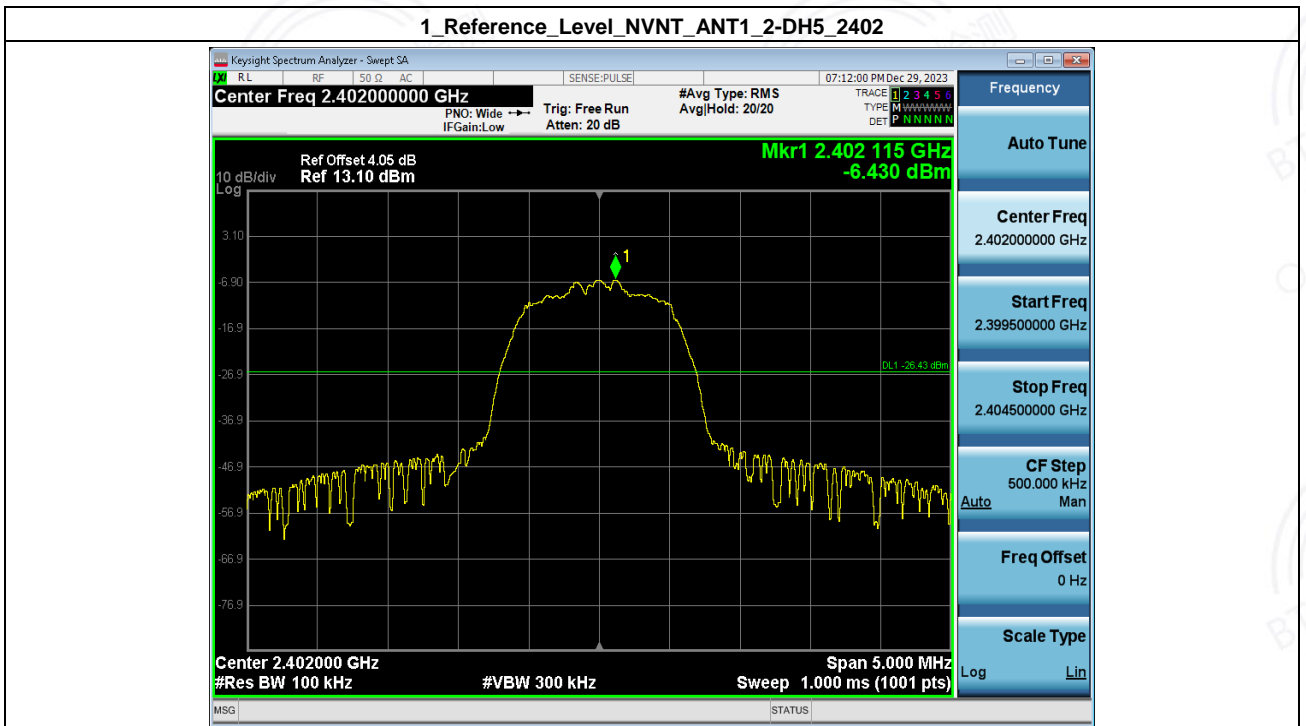 1_Reference_Level_NVNT_ANT1_2-DH5_2402
Keysight Spectrum Analyzer - Swept SA
LXI RL RF 50 Ω AC SENSE:PULSE 07:12:00 PM Dec 29, 2023
Center Freq 2.402000000 GHz
PNO: Wide
IFGain:Low
Trig: Free Run
Atten: 20 dB
#Avg Type: RMS
Avg|Hold: 20/20
TRACE 1 2 3 4 5 6
TYPE M WWWWW
DET P N N N N N
Ref Offset 4.05 dB
10 dB/div Ref 13.10 dBm
Log
Mkr1 2.402 115 GHz
-6.430 dBm
3.10
-6.90
-16.9
-26.9
-36.9
-46.9
-56.9
-66.9
-76.9
1
DL1 -26.43 dBm
Center 2.402000 GHz Span 5.000 MHz
#Res BW 100 kHz #VBW 300 kHz Sweep 1.000 ms (1001 pts)
MSG STATUS
Frequency
Auto Tune
Center Freq
2.402000000 GHz
Start Freq
2.399500000 GHz
Stop Freq
2.404500000 GHz
CF Step
500.000 kHz
Auto Man
Freq Offset
0 Hz
Scale Type
Log Lin